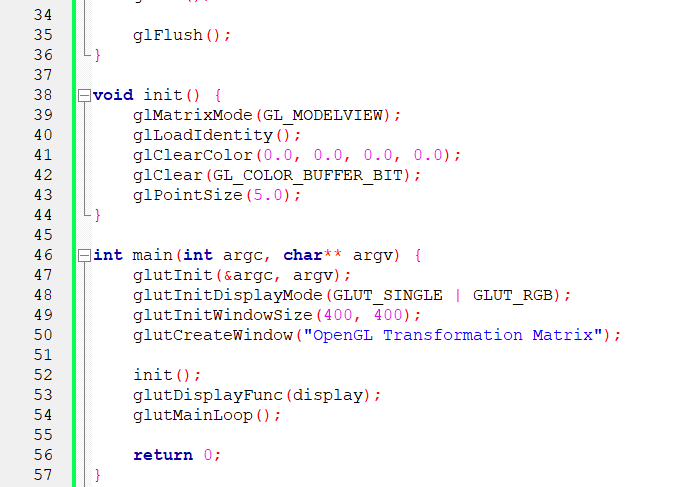 34
35 glFlush();
36 }
37
38 void init() {
39 glMatrixMode(GL_MODELVIEW);
40 glLoadIdentity();
41 glClearColor(0.0, 0.0, 0.0, 0.0);
42 glClear(GL_COLOR_BUFFER_BIT);
43 glPointSize(5.0);
44 }
45
46 int main(int argc, char** argv) {
47 glutInit(&argc, argv);
48 glutInitDisplayMode(GLUT_SINGLE | GLUT_RGB);
49 glutInitWindowSize(400, 400);
50 glutCreateWindow("OpenGL Transformation Matrix");
51
52 init();
53 glutDisplayFunc(display);
54 glutMainLoop();
55
56 return 0;
57 }